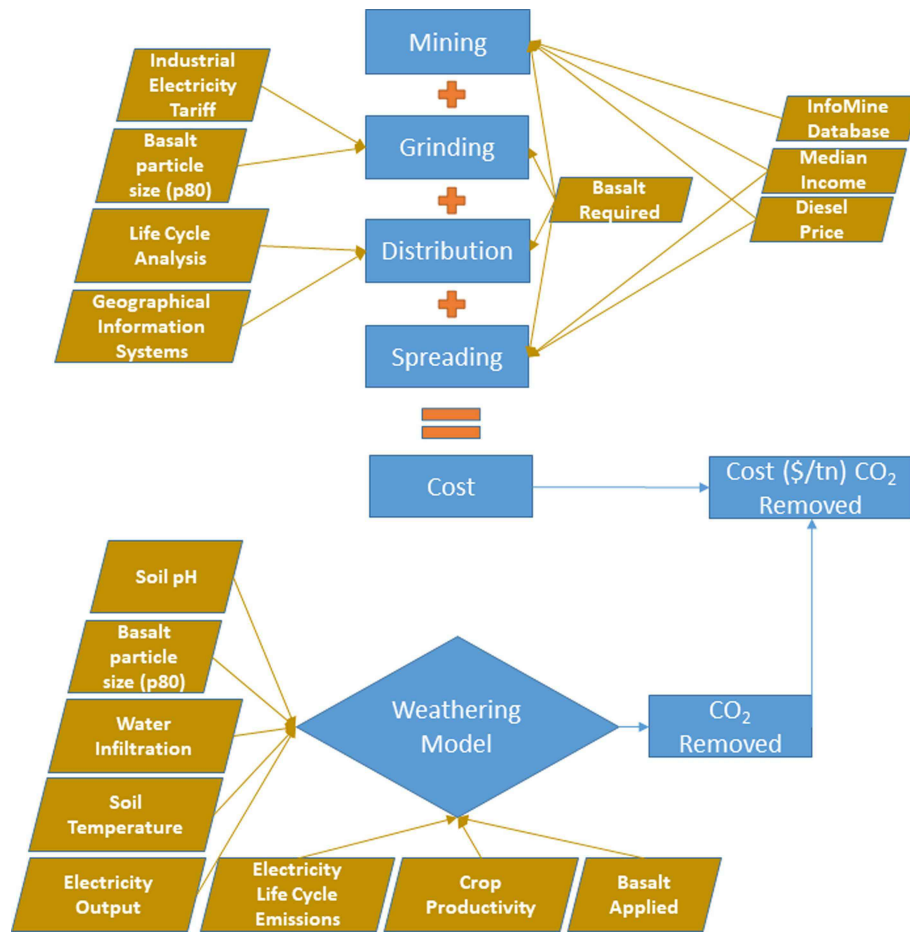 Mining
Industrial
Electricity
Tariff
InfoMine
Database
Grinding
Basalt
particle
size (p80)
Median
Income
Basalt
Required
Diesel
Price
Life Cycle
Analysis
Distribution
Geographical
Information
Systems
Spreading
Cost
Cost ($/tn) CO₂
Removed
Soil pH
Basalt
particle
size (p80)
Water
Infiltration
Weathering
Model
CO₂
Removed
Soil
Temperature
Electricity
Output
Electricity
Life Cycle
Emissions
Crop
Productivity
Basalt
Applied